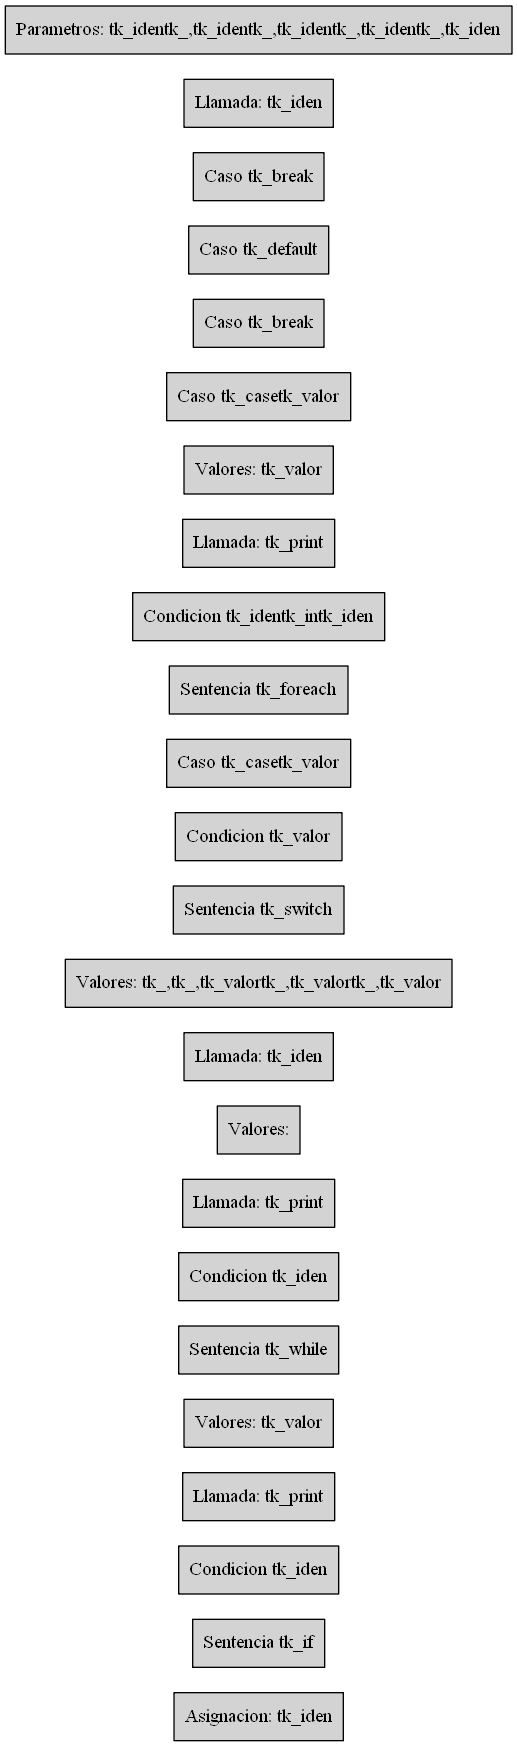 Parametros: tk_identk_,tk_identk_,tk_identk_,tk_identk_,tk_iden
Llamada: tk_iden
Caso tk_break
Caso tk_default
Caso tk_break
Caso tk_casetk_valor
Valores: tk_valor
Llamada: tk_print
Condicion tk_identk_intk_iden
Sentencia tk_foreach
Caso tk_casetk_valor
Condicion tk_valor
Sentencia tk_switch
Valores: tk_,tk_,tk_valortk_,tk_valortk_,tk_valor
Llamada: tk_iden
Valores:
Llamada: tk_print
Condicion tk_iden
Sentencia tk_while
Valores: tk_valor
Llamada: tk_print
Condicion tk_iden
Sentencia tk_if
Asignacion: tk_iden